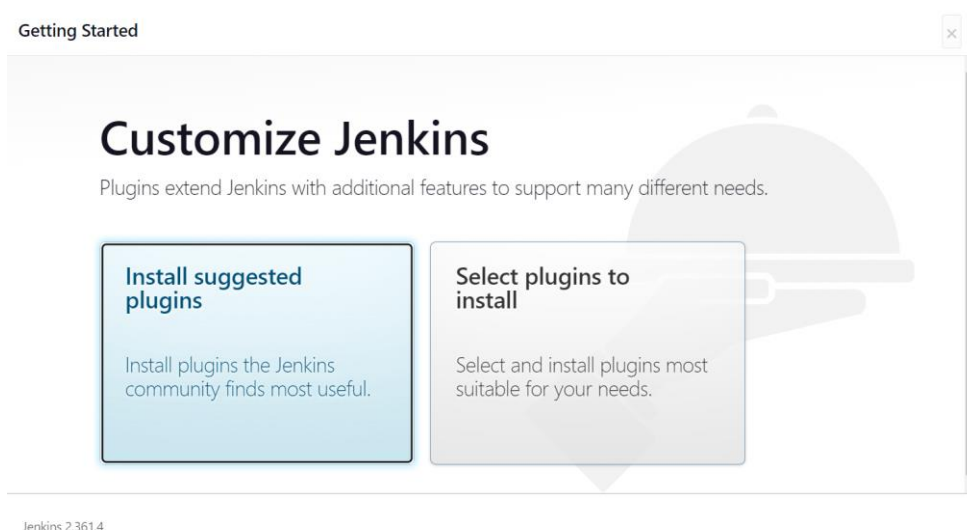 Getting Started
×
Customize Jenkins
Plugins extend Jenkins with additional features to support many different needs.
Install suggested
plugins
Install plugins the Jenkins
community finds most useful.
Select plugins to
install
Select and install plugins most
suitable for your needs.
Jenkins 2.361.4